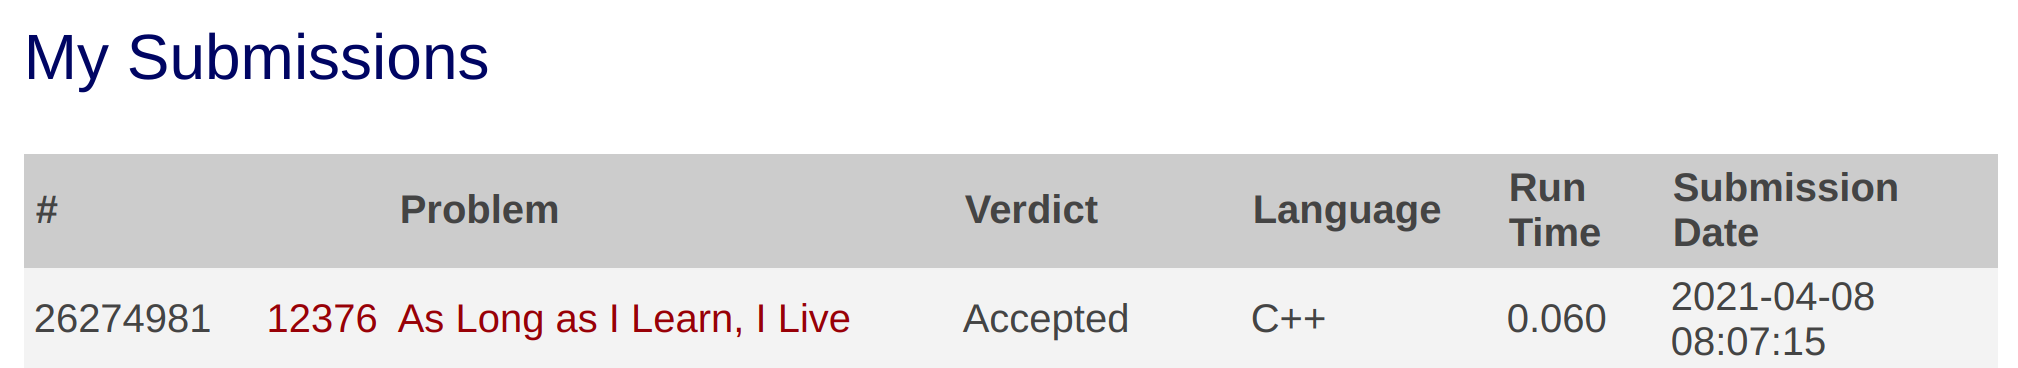 My Submissions
# Problem Verdict Language Run Time Submission Date
26274981 12376 As Long as I Learn, I Live Accepted C++ 0.060 2021-04-08 08:07:15